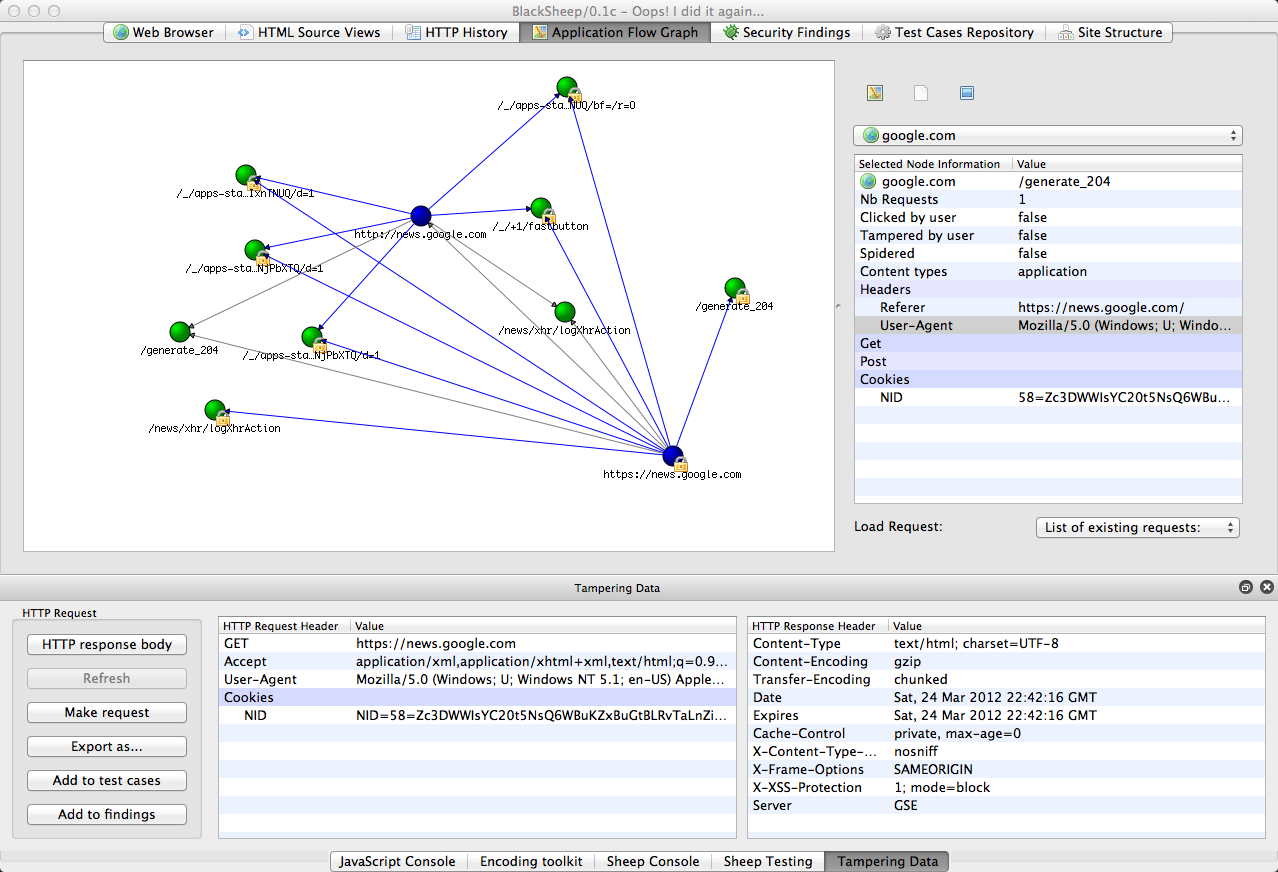 BlackSheep/0.1c – Oops! I did it again...
Web Browser HTML Source Views HTTP History Application Flow Graph Security Findings Test Cases Repository Site Structure
/_/apps-sta…NUQ/bf=/r=O
/_/apps-sta…IxnTNUQ/d=1
/_/+1/fastbutton
http://news.google.com
/_/apps-sta…NjPbXTQ/d=1
/generate_204
/news/xhr/logXhrAction
/generate_204
/_/apps-sta…NjPbXTQ/d=1
/news/xhr/logXhrAction
https://news.google.com
google.com
Selected Node Information Value
google.com /generate_204
Nb Requests 1
Clicked by user false
Tampered by user false
Spidered false
Content types application
Headers
Referer https://news.google.com/
User-Agent Mozilla/5.0 (Windows; U; Windo...
Get
Post
Cookies
NID 58=Zc3DWWIsYC20t5NsQ6WBu...
Load Request: List of existing requests:
Tampering Data
HTTP Request
HTTP response body
Refresh
Make request
Export as...
Add to test cases
Add to findings
HTTP Request Header Value
GET https://news.google.com
Accept application/xml,application/xhtml+xml,text/html;q=0.9...
User-Agent Mozilla/5.0 (Windows; U; Windows NT 5.1; en-US) Apple...
Cookies
NID NID=58=Zc3DWWIsYC20t5NsQ6WBuKZxBuGtBLRvTaLnZi...
HTTP Response Header Value
Content-Type text/html; charset=UTF-8
Content-Encoding gzip
Transfer-Encoding chunked
Date Sat, 24 Mar 2012 22:42:16 GMT
Expires Sat, 24 Mar 2012 22:42:16 GMT
Cache-Control private, max-age=0
X-Content-Type-... nosniff
X-Frame-Options SAMEORIGIN
X-XSS-Protection 1; mode=block
Server GSE
JavaScript Console Encoding toolkit Sheep Console Sheep Testing Tampering Data